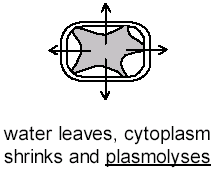 water leaves, cytoplasm
shrinks and plasmolyses